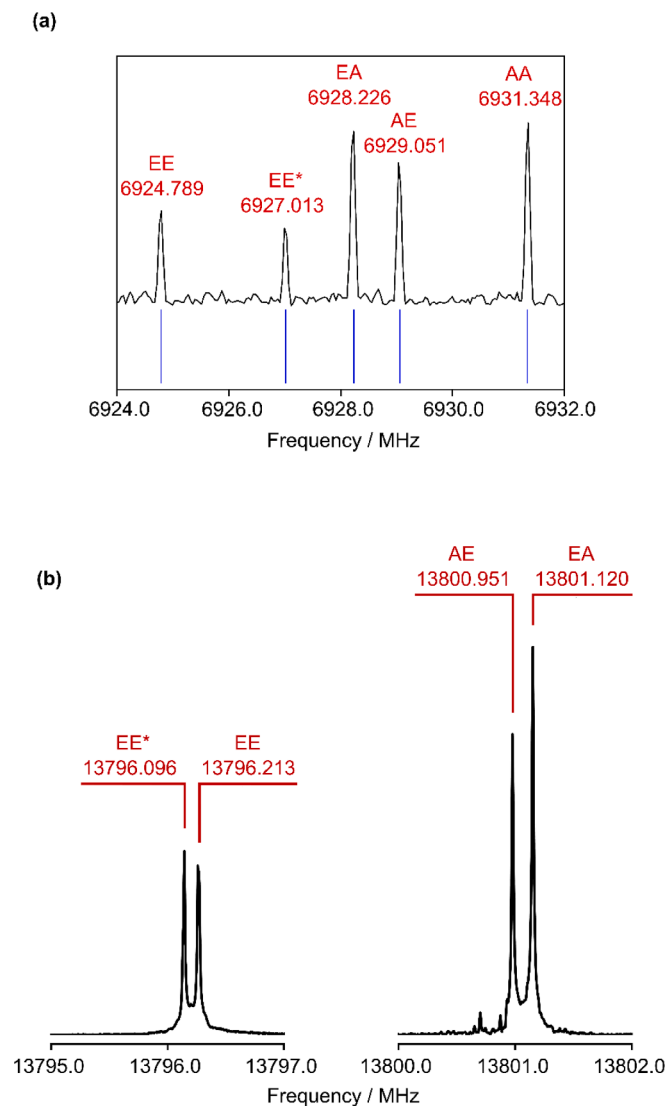 (a)
EA
6928.226
AA
6931.348
AE
6929.051
EE
6924.789
EE*
6927.013
6924.0 6926.0 6928.0 6930.0 6932.0
Frequency / MHz
(b)
AE
13800.951
EA
13801.120
EE*
13796.096
EE
13796.213
13795.0 13796.0 13797.0 13800.0 13801.0 13802.0
Frequency / MHz